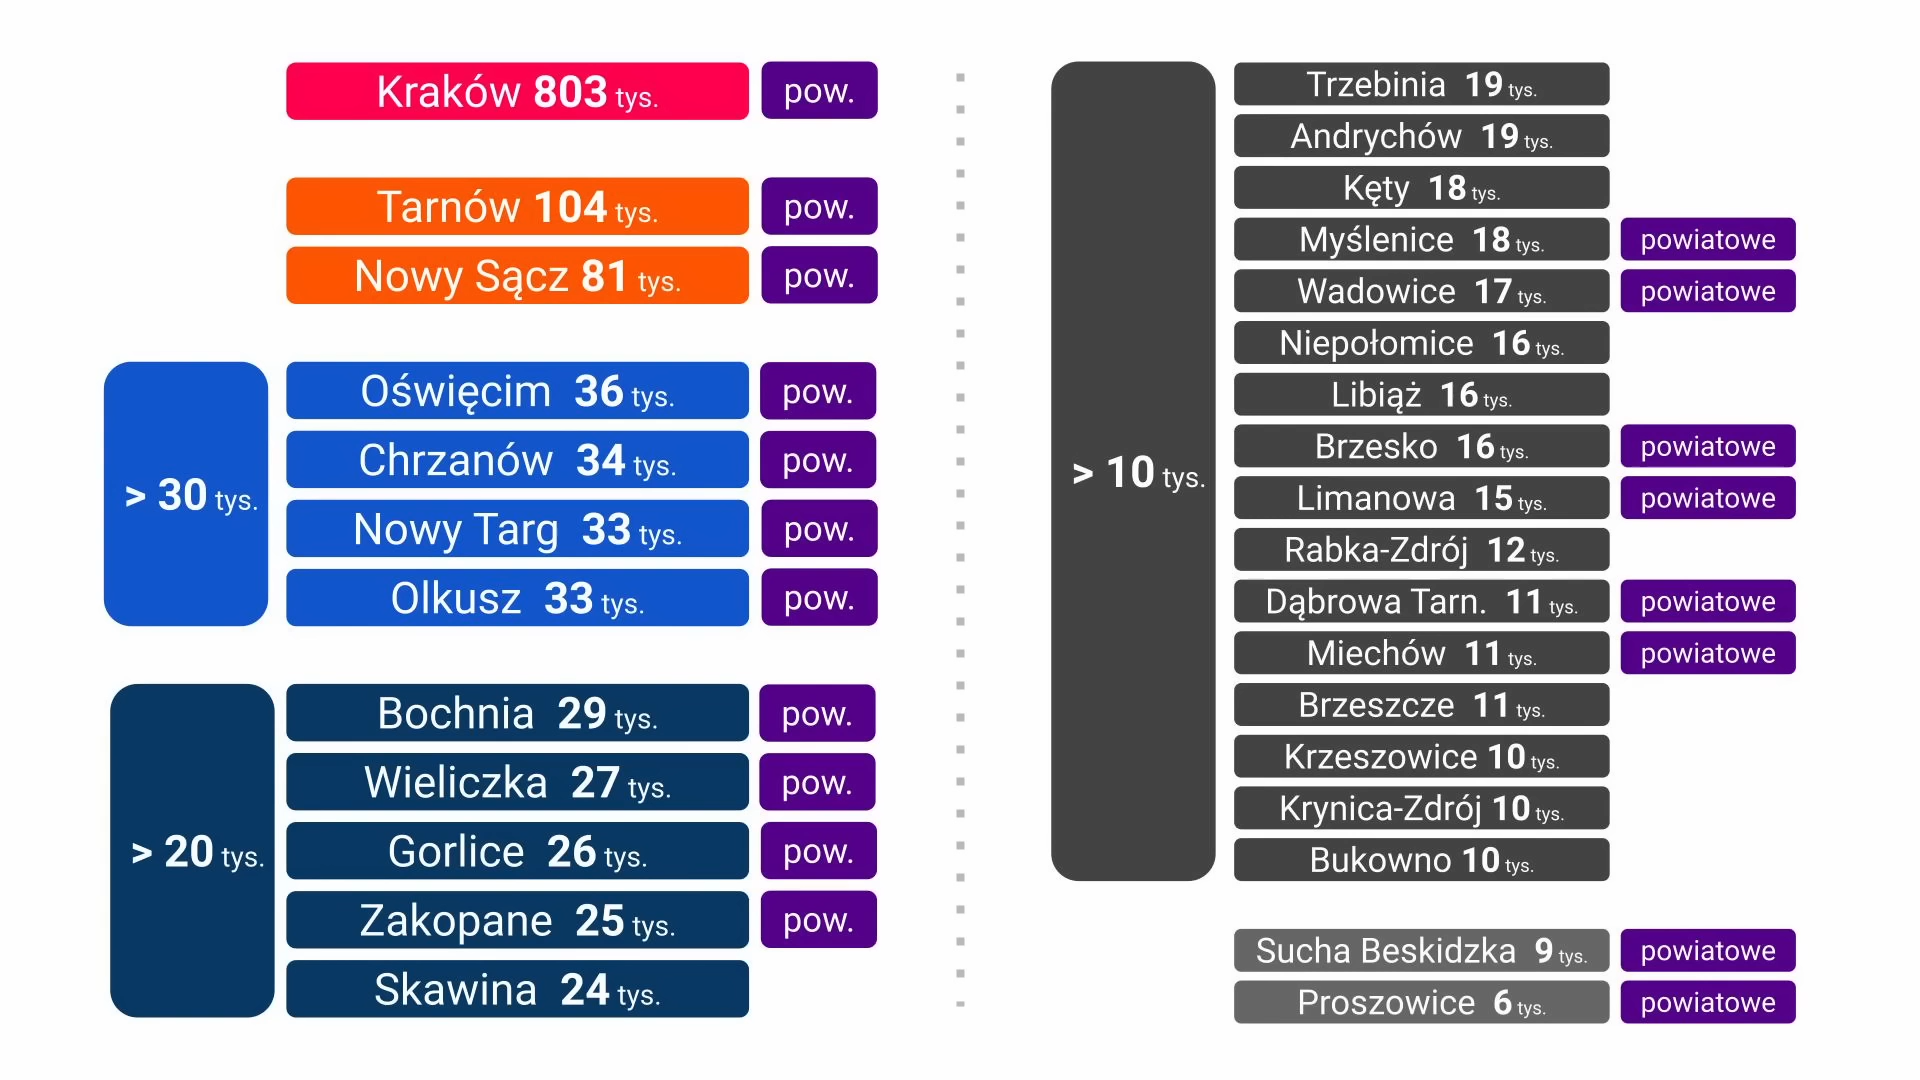 Kraków 803 tys. pow.
Tarnów 104 tys. pow.
Nowy Sącz 81 tys. pow.
> 30 tys.
Oświęcim 36 tys. pow.
Chrzanów 34 tys. pow.
Nowy Targ 33 tys. pow.
Olkusz 33 tys. pow.
> 20 tys.
Bochnia 29 tys. pow.
Wieliczka 27 tys. pow.
Gorlice 26 tys. pow.
Zakopane 25 tys. pow.
Skawina 24 tys.
> 10 tys.
Trzebinia 19 tys.
Andrychów 19 tys.
Kęty 18 tys.
Myślenice 18 tys. powiatowe
Wadowice 17 tys. powiatowe
Niepołomice 16 tys.
Libiąż 16 tys.
Brzesko 16 tys. powiatowe
Limanowa 15 tys. powiatowe
Rabka-Zdrój 12 tys.
Dąbrowa Tarn. 11 tys. powiatowe
Miechów 11 tys. powiatowe
Brzeszcze 11 tys.
Krzeszowice 10 tys.
Krynica-Zdrój 10 tys.
Bukowno 10 tys.
Sucha Beskidzka 9 tys. powiatowe
Proszowice 6 tys. powiatowe